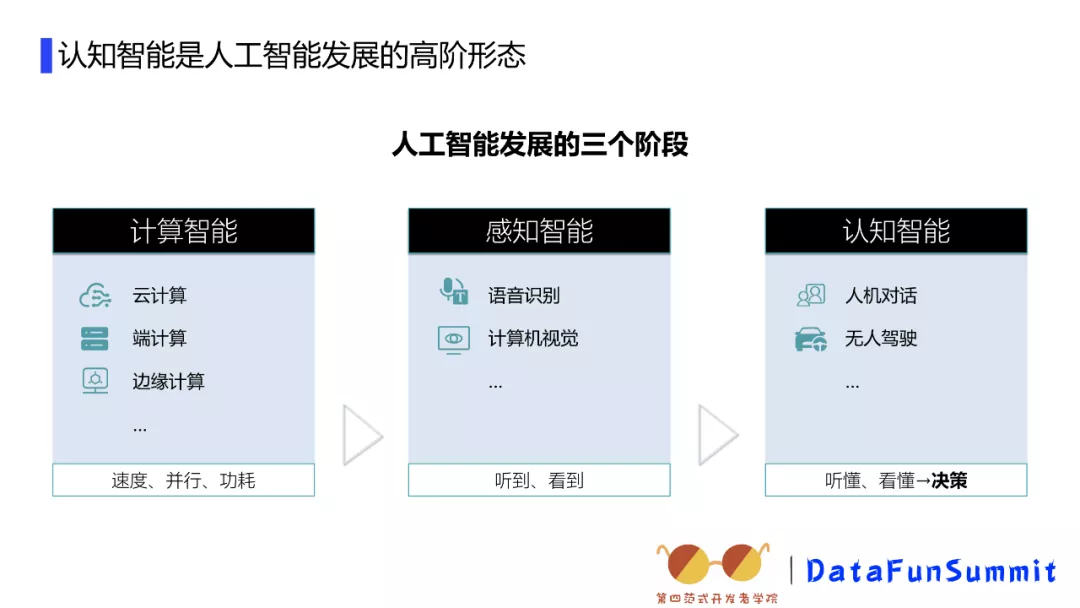 认知智能是人工智能发展的高阶形态
人工智能发展的三个阶段
计算智能
云计算
端计算
边缘计算
...
速度、并行、功耗
感知智能
语音识别
计算机视觉
...
听到、看到
认知智能
人机对话
无人驾驶
...
听懂、看懂→决策
第四范式开发者学院
DataFunSummit